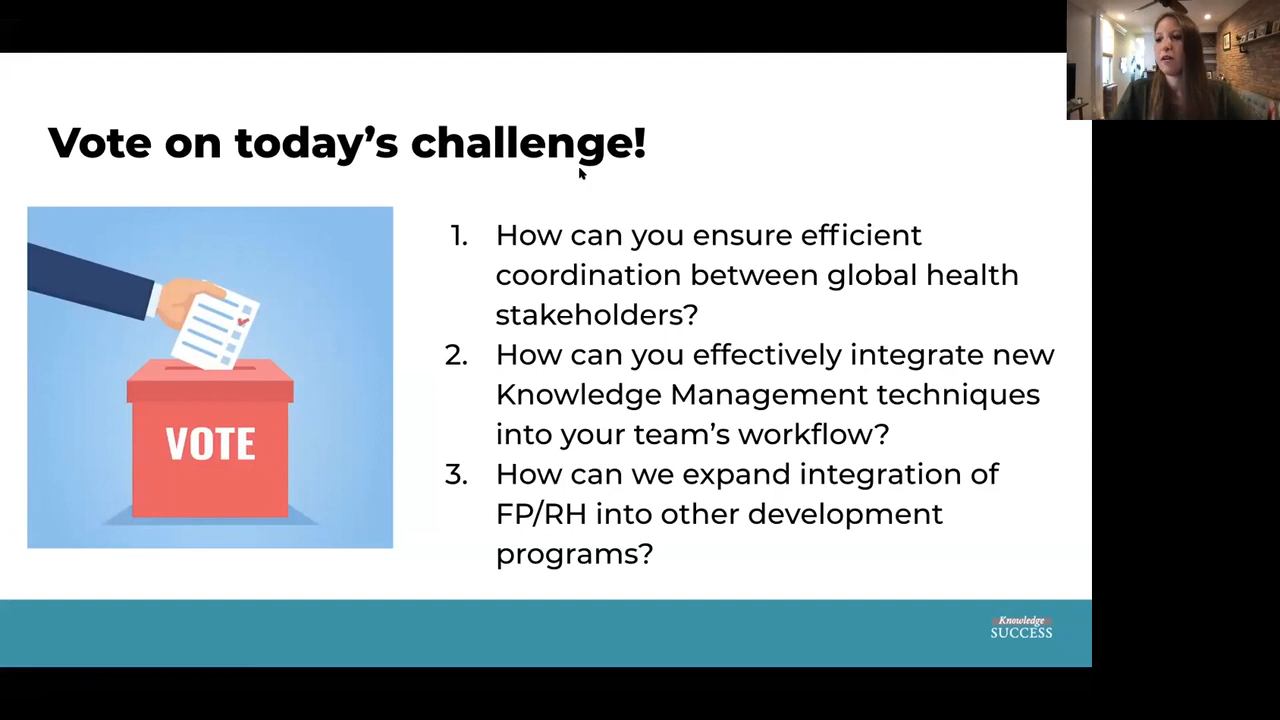 Vote on today's challenge!
VOTE
1. How can you ensure efficient
coordination between global health
stakeholders?
2. How can you effectively integrate new
Knowledge Management techniques
into your team's workflow?
3. How can we expand integration of
FP/RH into other development
programs?
Knowledge
SUCCESS